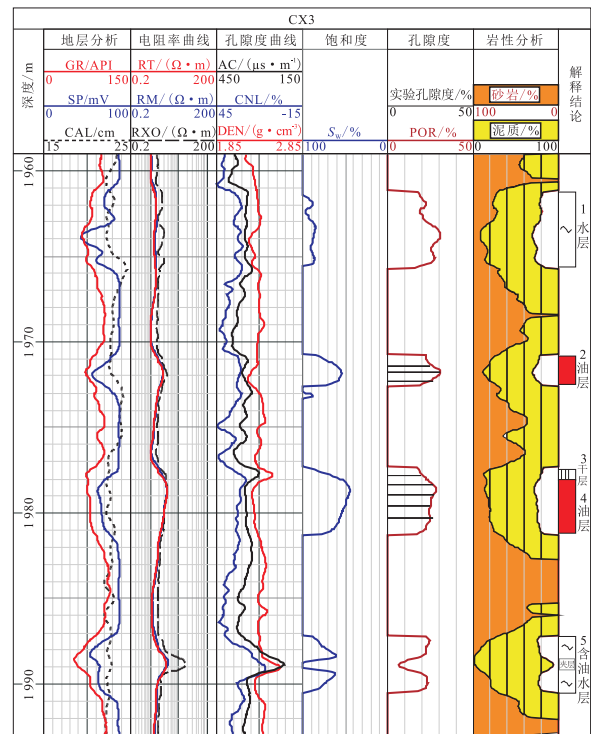 CX3
地层分析 电阻率曲线 孔隙度曲线 饱和度 孔隙度 岩性分析
深度/m
解释结论
GR/API
0 150
SP/mV
0 100
CAL/cm
15 25
RT/(Ω·m)
0.2 200
RM/(Ω·m)
0.2 200
RXO/(Ω·m)
0.2 200
AC/(μs·m⁻¹)
450 150
CNL/%
45 -15
DEN/(g·cm⁻³)
1.85 2.85
Sw/%
100 0
实验孔隙度/%
0 50
POR/%
0 50
砂岩/%
100 0
泥质/%
0 100
1960
1970
1980
1990
1
水层
2
油层
3
干层
4
油层
5
含油水层
夹层